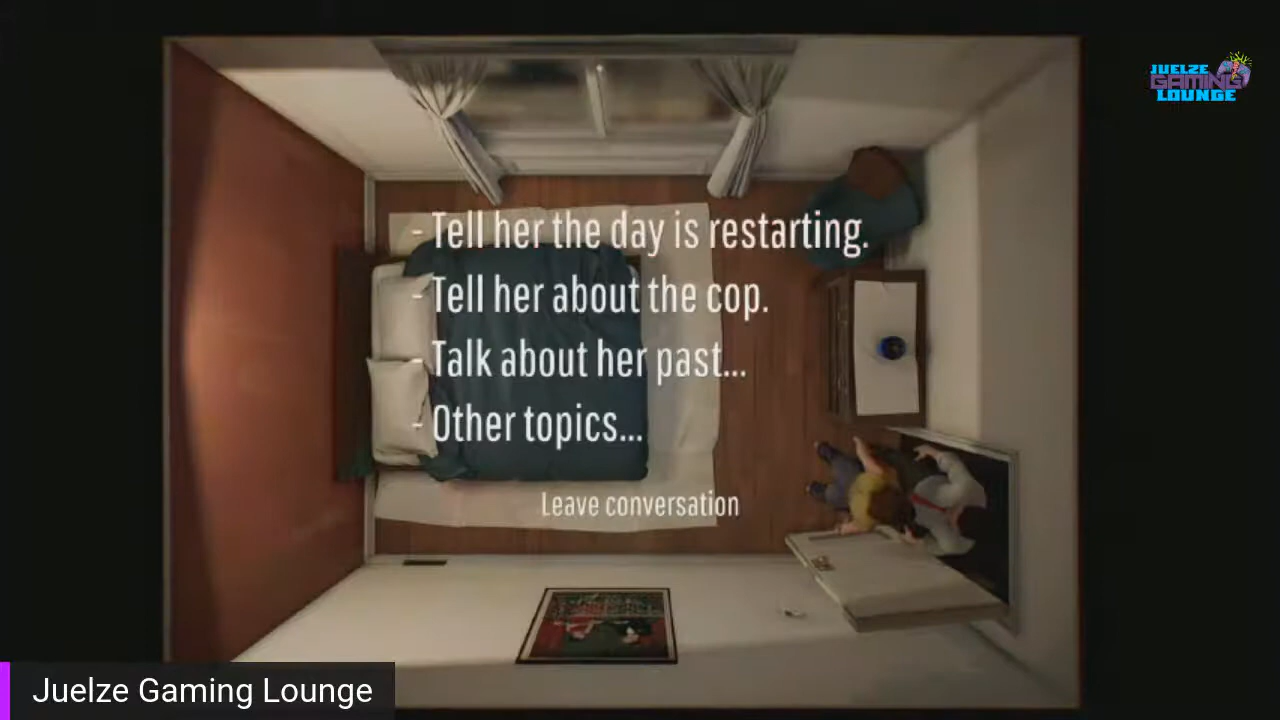 JUELZE
GAMING
LOUNGE
- Tell her the day is restarting.
- Tell her about the cop.
- Talk about her past...
- Other topics...
Leave conversation
Juelze Gaming Lounge